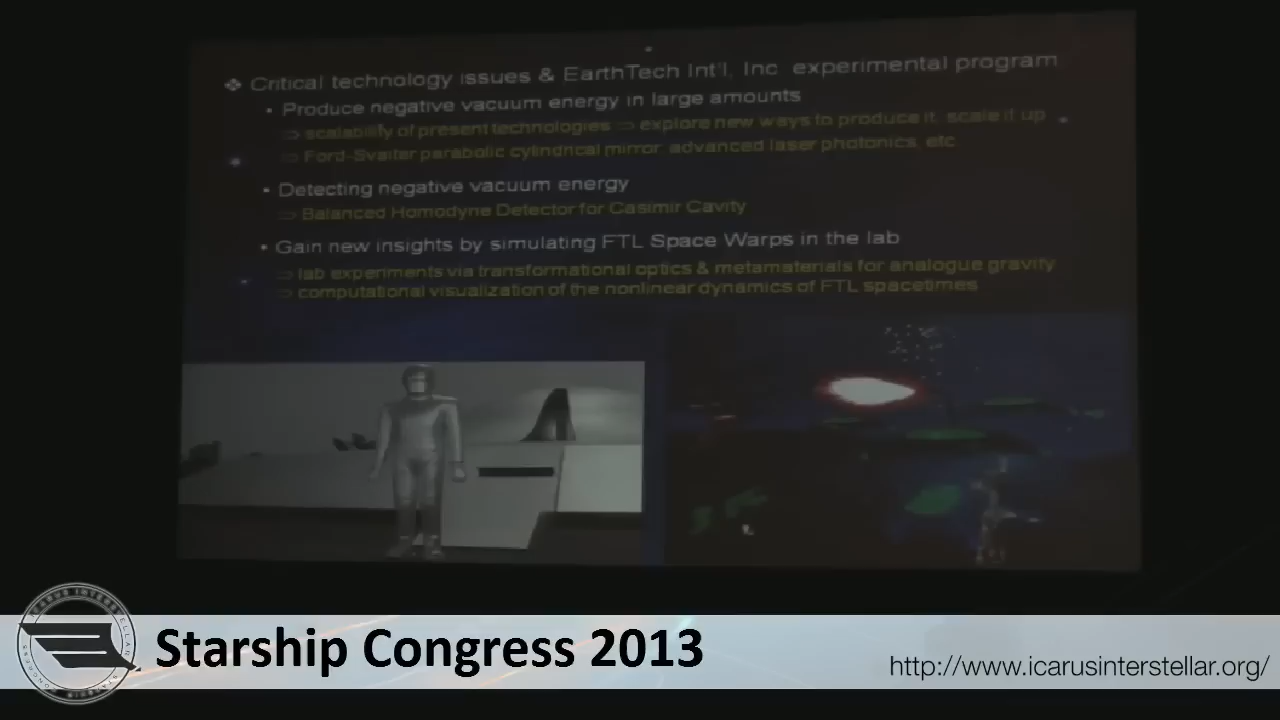 ❖ Critical technology issues & EarthTech Int'l, Inc experimental program
• Produce negative vacuum energy in large amounts
⇒ scalability of present technologies ⇒ explore new ways to produce it, scale it up
⇒ Ford-Svaiter parabolic cylindrical mirror, advanced laser photonics, etc
• Detecting negative vacuum energy
⇒ Balanced Homodyne Detector for Casimir Cavity
• Gain new insights by simulating FTL Space Warps in the lab
⇒ lab experiments via transformational optics & metamaterials for analogue gravity
⇒ computational visualization of the nonlinear dynamics of FTL spacetimes
ICARUS INTERSTELLAR
STARSHIP CONGRESS
Starship Congress 2013
http://www.icarusinterstellar.org/